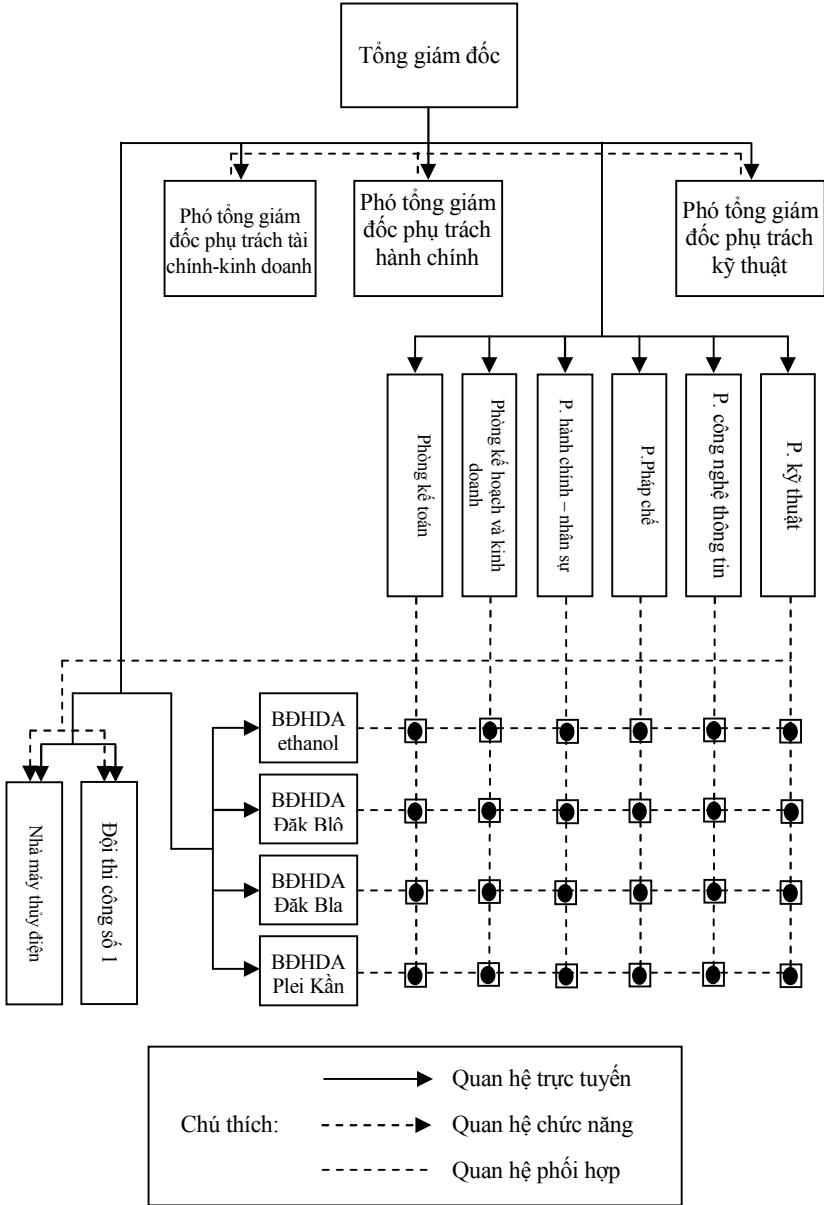 Tổng giám đốc
Phó tổng giám
đốc phụ trách tài
chính-kinh doanh
Phó tổng giám
đốc phụ trách
hành chính
Phó tổng giám
đốc phụ trách
kỹ thuật
Phòng kế toán
Phòng kế hoạch và kinh
doanh
P. hành chính – nhân sự
P.Pháp chế
P. công nghệ thông tin
P. kỹ thuật
BĐHDA
ethanol
BĐHDA
Đăk Blô
BĐHDA
Đăk Bla
BĐHDA
Plei Kần
Nhà máy thủy điện
Đội thi công số 1
Chú thích:
Quan hệ trực tuyến
Quan hệ chức năng
Quan hệ phối hợp